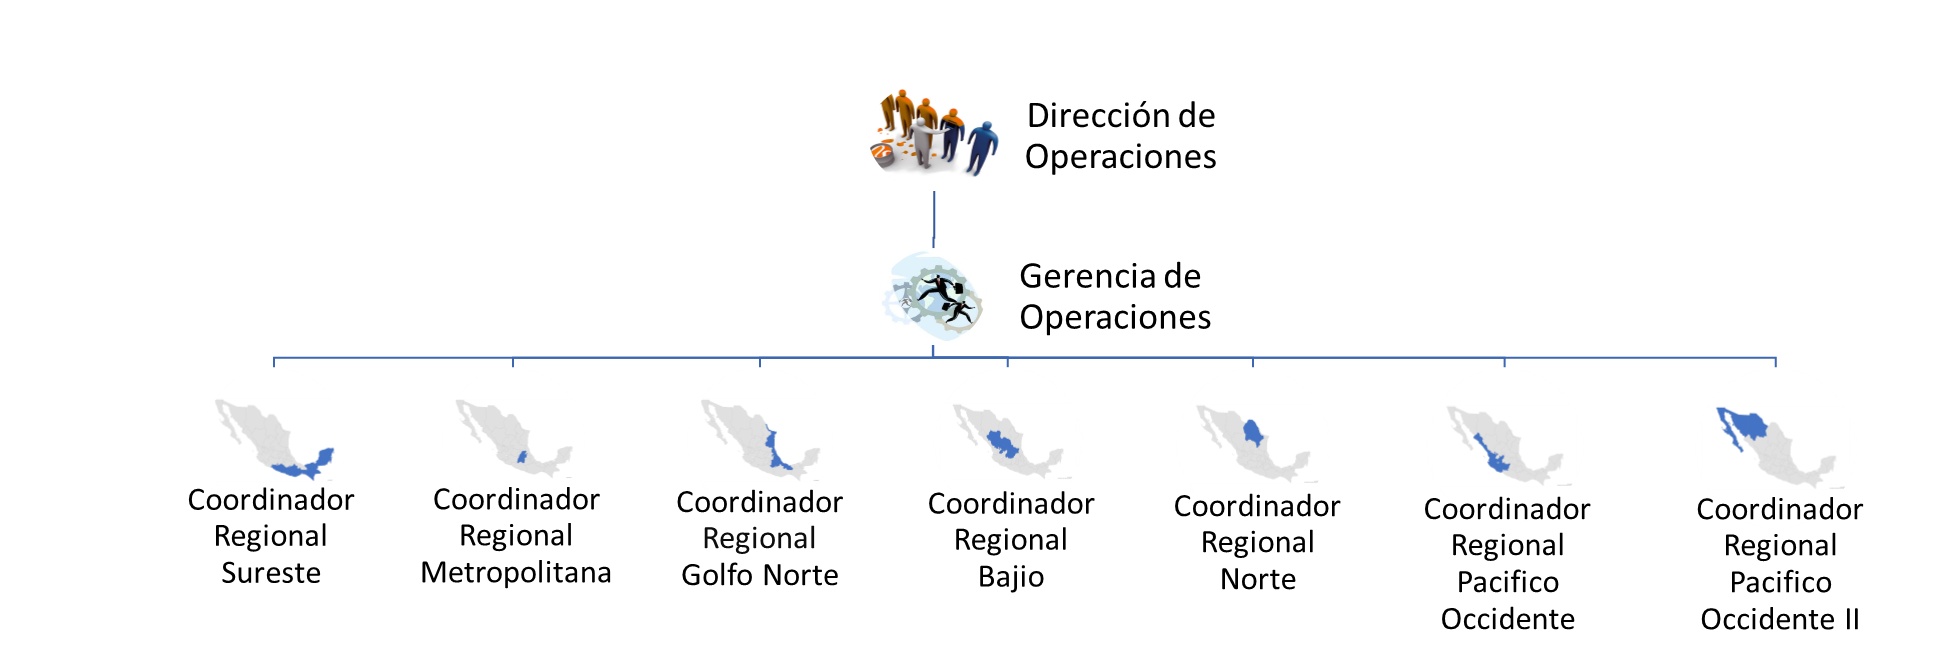 Dirección de
Operaciones
Gerencia de
Operaciones
Coordinador
Regional
Sureste
Coordinador
Regional
Metropolitana
Coordinador
Regional
Golfo Norte
Coordinador
Regional
Bajio
Coordinador
Regional
Norte
Coordinador
Regional
Pacifico
Occidente
Coordinador
Regional
Pacifico
Occidente II